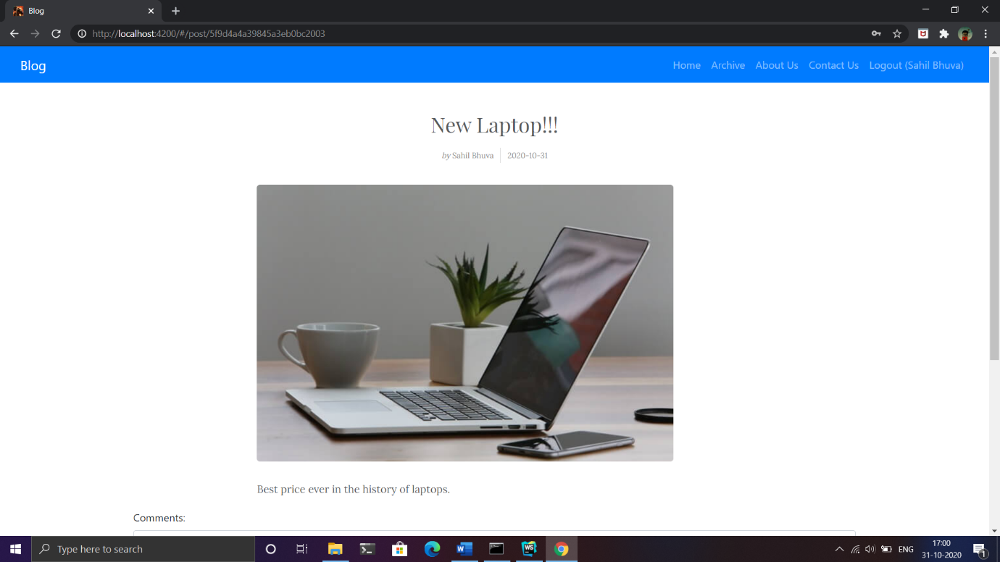 Blog
http://localhost:4200/#/post/5f9d4a4a39845a3eb0bc2003
Blog
Home Archive About Us Contact Us Logout (Sahil Bhuva)
New Laptop!!!
by Sahil Bhuva 2020-10-31
Best price ever in the history of laptops.
Comments:
Type here to search
W
WS
ENG
17:00
31-10-2020
1